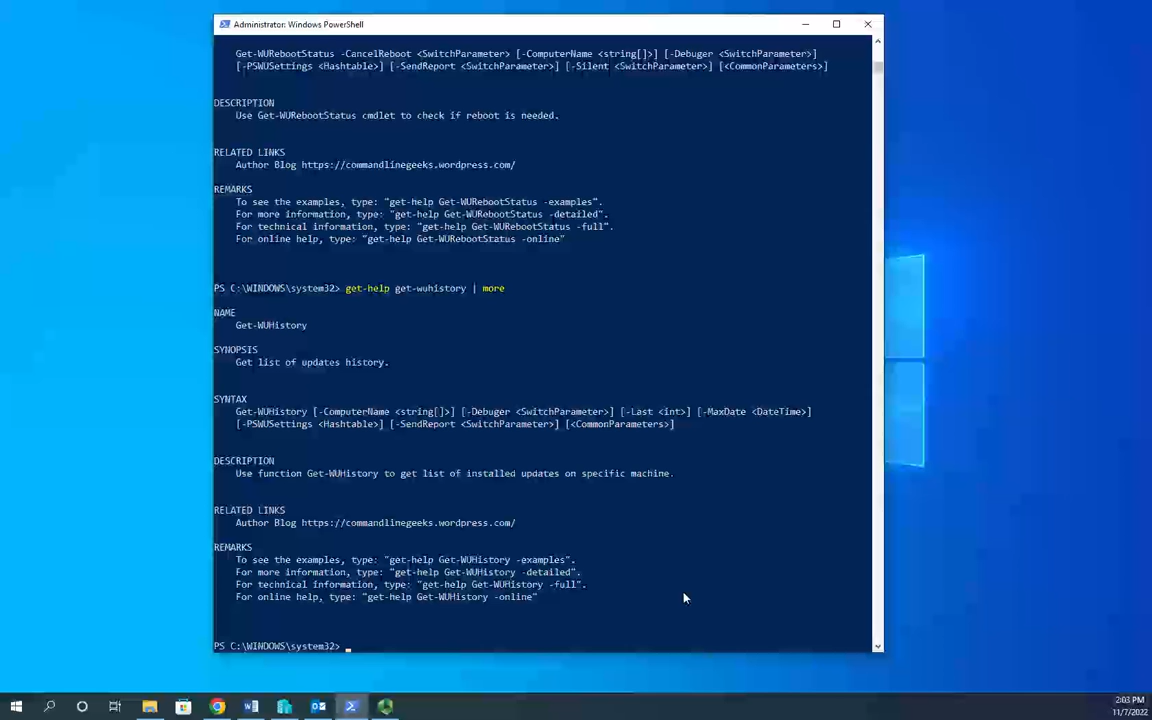 Administrator: Windows PowerShell
Get-WURebootStatus -CancelReboot <SwitchParameter> [-ComputerName <string[]>] [-Debuger <SwitchParameter>]
[-PSWUSettings <Hashtable>] [-SendReport <SwitchParameter>] [-Silent <SwitchParameter>] [<CommonParameters>]
DESCRIPTION
Use Get-WURebootStatus cmdlet to check if reboot is needed.
RELATED LINKS
Author Blog https://commandlinegeeks.wordpress.com/
REMARKS
To see the examples, type: "get-help Get-WURebootStatus -examples".
For more information, type: "get-help Get-WURebootStatus -detailed".
For technical information, type: "get-help Get-WURebootStatus -full".
For online help, type: "get-help Get-WURebootStatus -online"
PS C:\WINDOWS\system32> get-help get-wuhistory | more
NAME
Get-WUHistory
SYNOPSIS
Get list of updates history.
SYNTAX
Get-WUHistory [-ComputerName <string[]>] [-Debuger <SwitchParameter>] [-Last <int>] [-MaxDate <DateTime>]
[-PSWUSettings <Hashtable>] [-SendReport <SwitchParameter>] [<CommonParameters>]
DESCRIPTION
Use function Get-WUHistory to get list of installed updates on specific machine.
RELATED LINKS
Author Blog https://commandlinegeeks.wordpress.com/
REMARKS
To see the examples, type: "get-help Get-WUHistory -examples".
For more information, type: "get-help Get-WUHistory -detailed".
For technical information, type: "get-help Get-WUHistory -full".
For online help, type: "get-help Get-WUHistory -online"
PS C:\WINDOWS\system32>
2:03 PM
11/7/2022